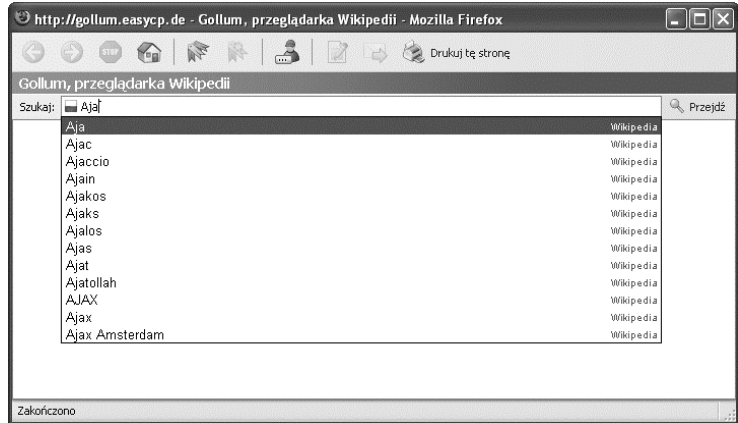 http://gollum.easycp.de - Gollum, przeglądarka Wikipedii - Mozilla Firefox
STOP Drukuj tę stronę
Gollum, przeglądarka Wikipedii
Szukaj: Aja Przejdź
Aja Wikipedia
Ajac Wikipedia
Ajaccio Wikipedia
Ajain Wikipedia
Ajakos Wikipedia
Ajaks Wikipedia
Ajalos Wikipedia
Ajas Wikipedia
Ajat Wikipedia
Ajatollah Wikipedia
AJAX Wikipedia
Ajax Wikipedia
Ajax Amsterdam Wikipedia
Zakończono